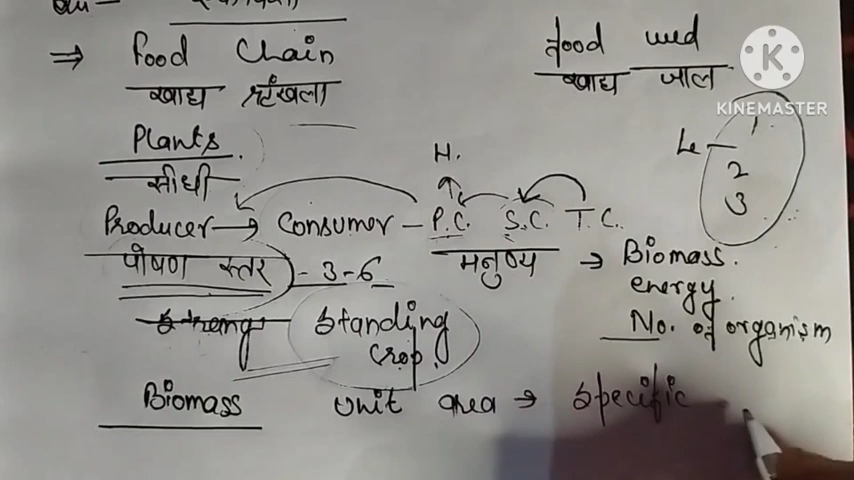 ⇒ Food Chain
खाद्य श्रृंखला
Food web
खाद्य जाल
KINEMASTER
Plants
सीधी
H.
Le — 1
2
3
Producer → Consumer – P.C. S.C. T.C.
पोषण स्तर - 3-6
मनुष्य → Biomass.
energy.
No. of organism
Standing
crop.
Biomass unit area → Specific